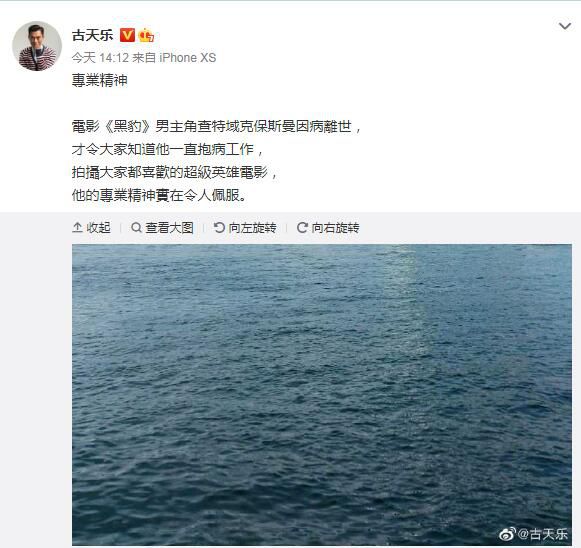 古天乐
今天 14:12 来自 iPhone XS
專業精神
電影《黑豹》男主角查特域克保斯曼因病離世，
才令大家知道他一直抱病工作，
拍攝大家都喜歡的超級英雄電影，
他的專業精神實在令人佩服。
收起 查看大图 向左旋转 向右旋转
@古天乐